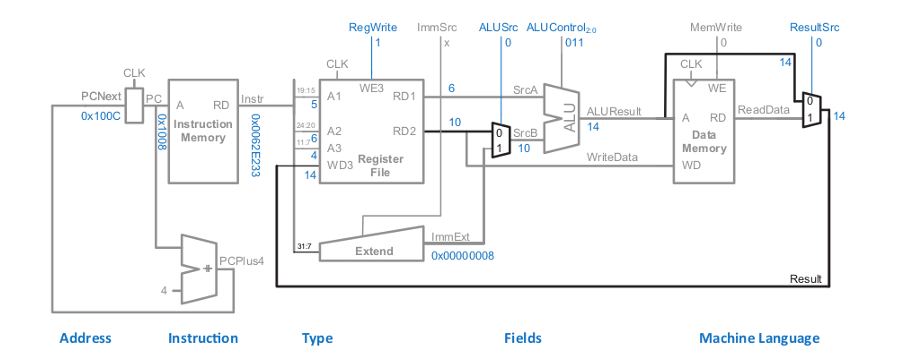 RegWrite ImmSrc ALUSrc ALUControl2:0 MemWrite ResultSrc
1 x 0 011 0 0
CLK CLK CLK 14
PCNext PC
0x100C
0x1008
A RD
Instruction
Memory
Instr
0x0062E233
19:15
5
24:20
6
11:7
4
14
A1 WE3 RD1
A2 RD2
A3
WD3
Register
File
6 SrcA
10
0
1
SrcB
10
ALU
ALUResult
14
WriteData
WE
A RD
Data
Memory
WD
ReadData
0
1
14
31:7
Extend
ImmExt
0x00000008
+
4
PCPlus4
Result
Address Instruction Type Fields Machine Language